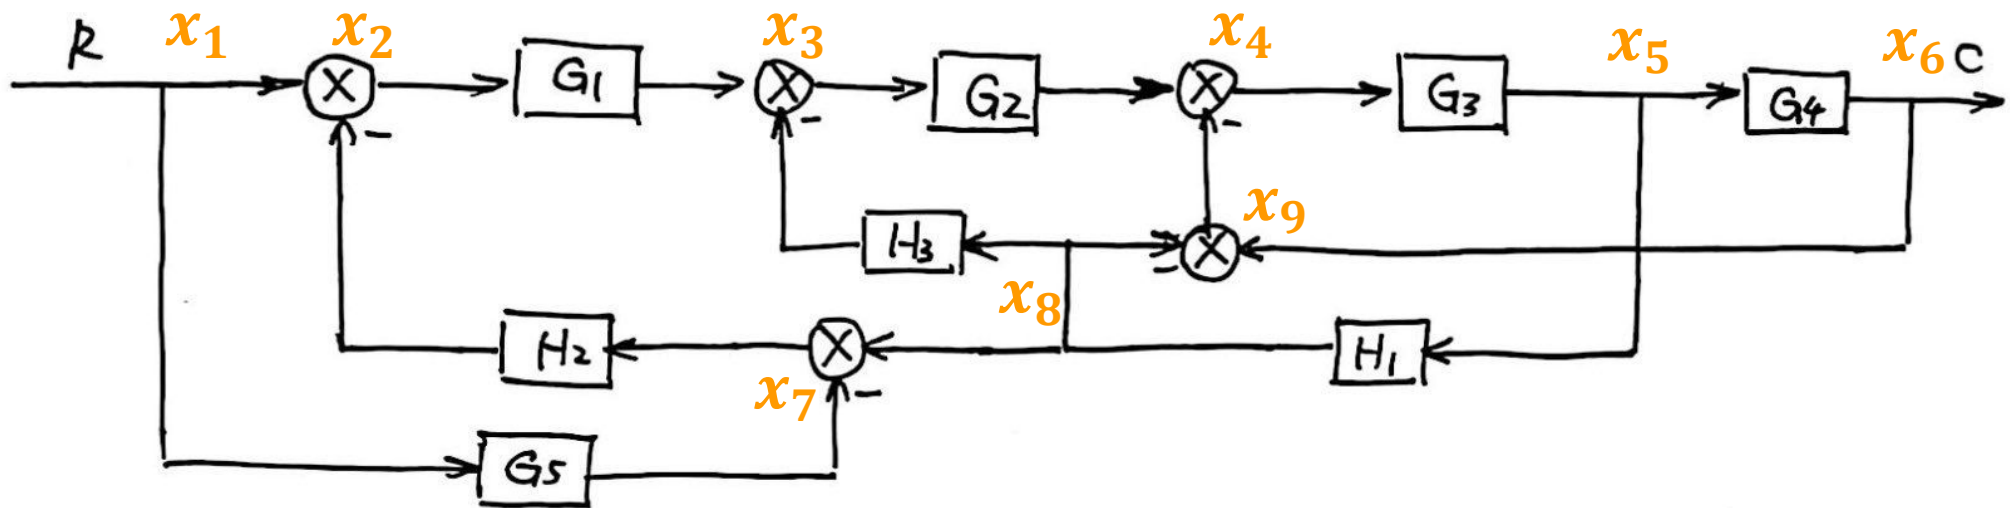 R x1 x2 G1 x3 G2 x4 G3 x5 G4 x6 C
- - -
H3 - x9
x8
H2 x7 - H1
G5